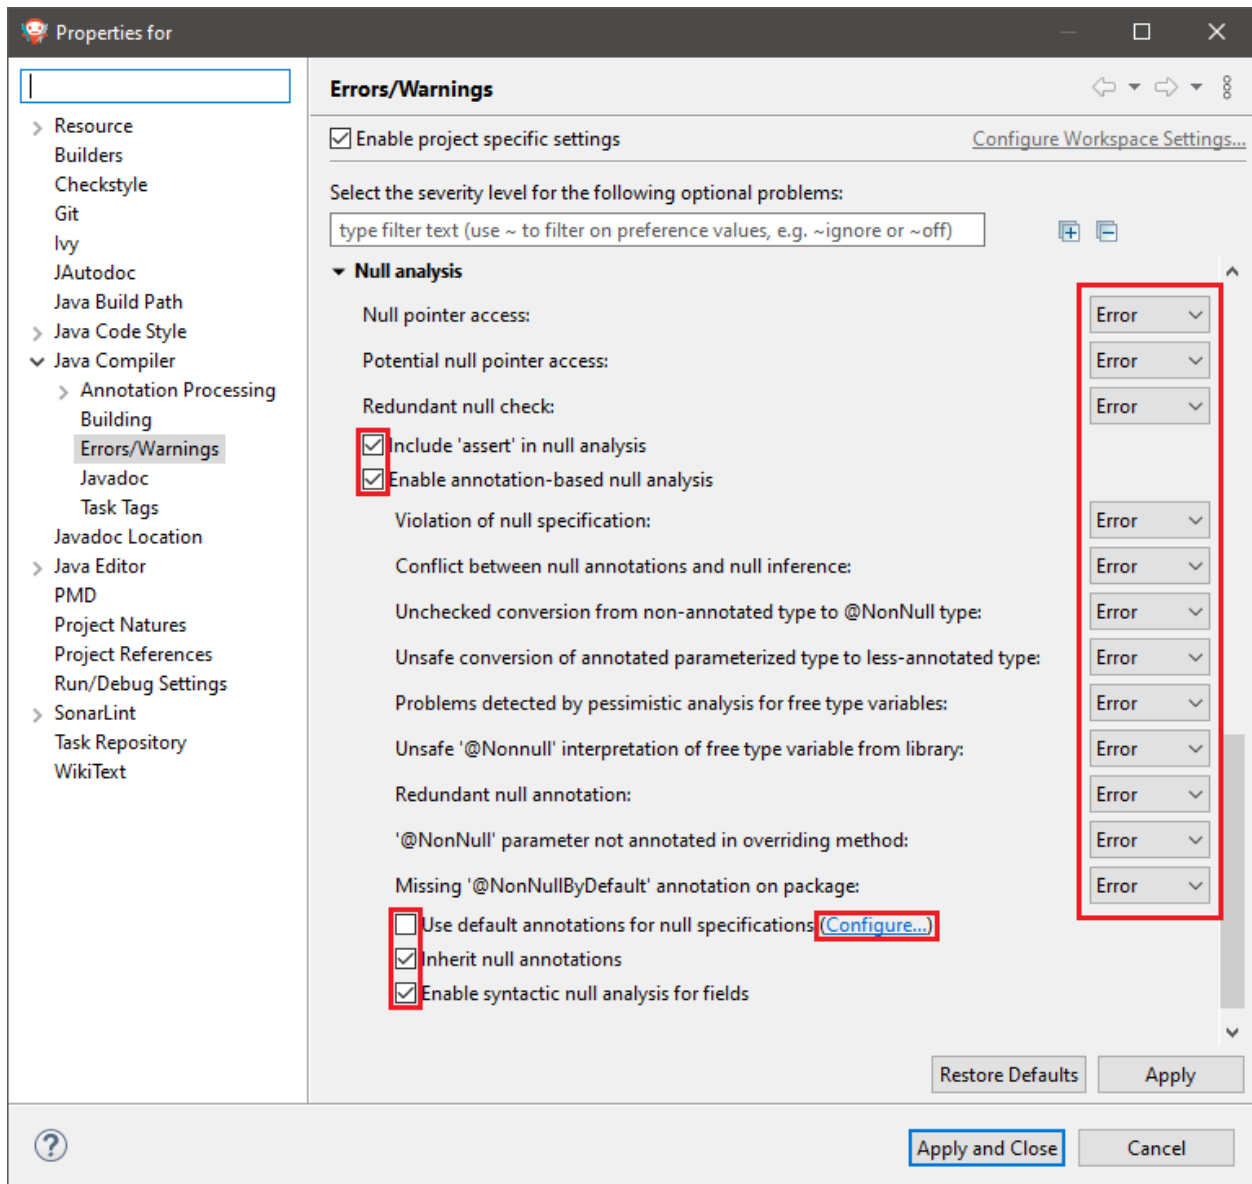 Properties for
Resource
Builders
Checkstyle
Git
Ivy
JAutodoc
Java Build Path
Java Code Style
Java Compiler
Annotation Processing
Building
Errors/Warnings
Javadoc
Task Tags
Javadoc Location
Java Editor
PMD
Project Natures
Project References
Run/Debug Settings
SonarLint
Task Repository
WikiText
Errors/Warnings
Enable project specific settings Configure Workspace Settings...
Select the severity level for the following optional problems:
type filter text (use ~ to filter on preference values, e.g. ~ignore or ~off)
Null analysis
Null pointer access: Error
Potential null pointer access: Error
Redundant null check: Error
Include 'assert' in null analysis
Enable annotation-based null analysis
Violation of null specification: Error
Conflict between null annotations and null inference: Error
Unchecked conversion from non-annotated type to @NonNull type: Error
Unsafe conversion of annotated parameterized type to less-annotated type: Error
Problems detected by pessimistic analysis for free type variables: Error
Unsafe '@Nonnull' interpretation of free type variable from library: Error
Redundant null annotation: Error
'@NonNull' parameter not annotated in overriding method: Error
Missing '@NonNullByDefault' annotation on package: Error
Use default annotations for null specifications (Configure...)
Inherit null annotations
Enable syntactic null analysis for fields
Restore Defaults Apply
? Apply and Close Cancel